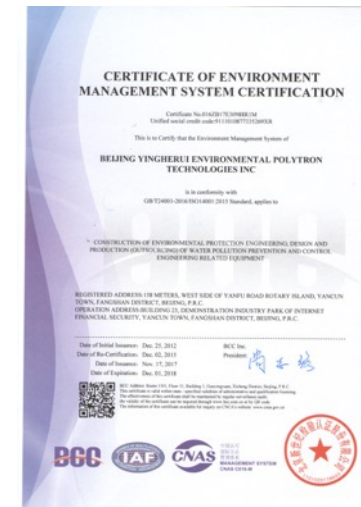 CERTIFICATE OF ENVIRONMENT
MANAGEMENT SYSTEM CERTIFICATION
This is to Certify that the Environment Management System of
BEIJING YINGHERUI ENVIRONMENTAL POLYTRON
TECHNOLOGIES INC
is in conformity with
GB/T24001-2016/ISO14001:2015 Standard, applies to
CONSTRUCTION OF ENVIRONMENTAL PROTECTION ENGINEERING; DESIGN AND
PRODUCTION (OUTSOURCING) OF WATER POLLUTION PREVENTION AND CONTROL
ENGINEERING RELATED EQUIPMENT
REGISTERED ADDRESS:150 METERS, WEST SIDE OF YANFU ROAD ROTARY ISLAND, YANCUN
TOWN, FANGSHAN DISTRICT, BEIJING, P.R.C.
OPERATION ADDRESS:BUILDING 21, DEMONSTRATION INDUSTRY PARK OF INTERNET
FINANCIAL SECURITY, YANCUN TOWN, FANGSHAN DISTRICT, BEIJING, P.R.C.
Date of Initial Issuance: Dec. 25, 2012
BCC Inc.
Date of Re-Certification: Dec. 02, 2015
President:
Date of Issuance: Nov. 17, 2017
Date of Expiration: Dec. 01, 2018
BCC
IAF
CNAS
MANAGEMENT SYSTEM
CNAS C016-M